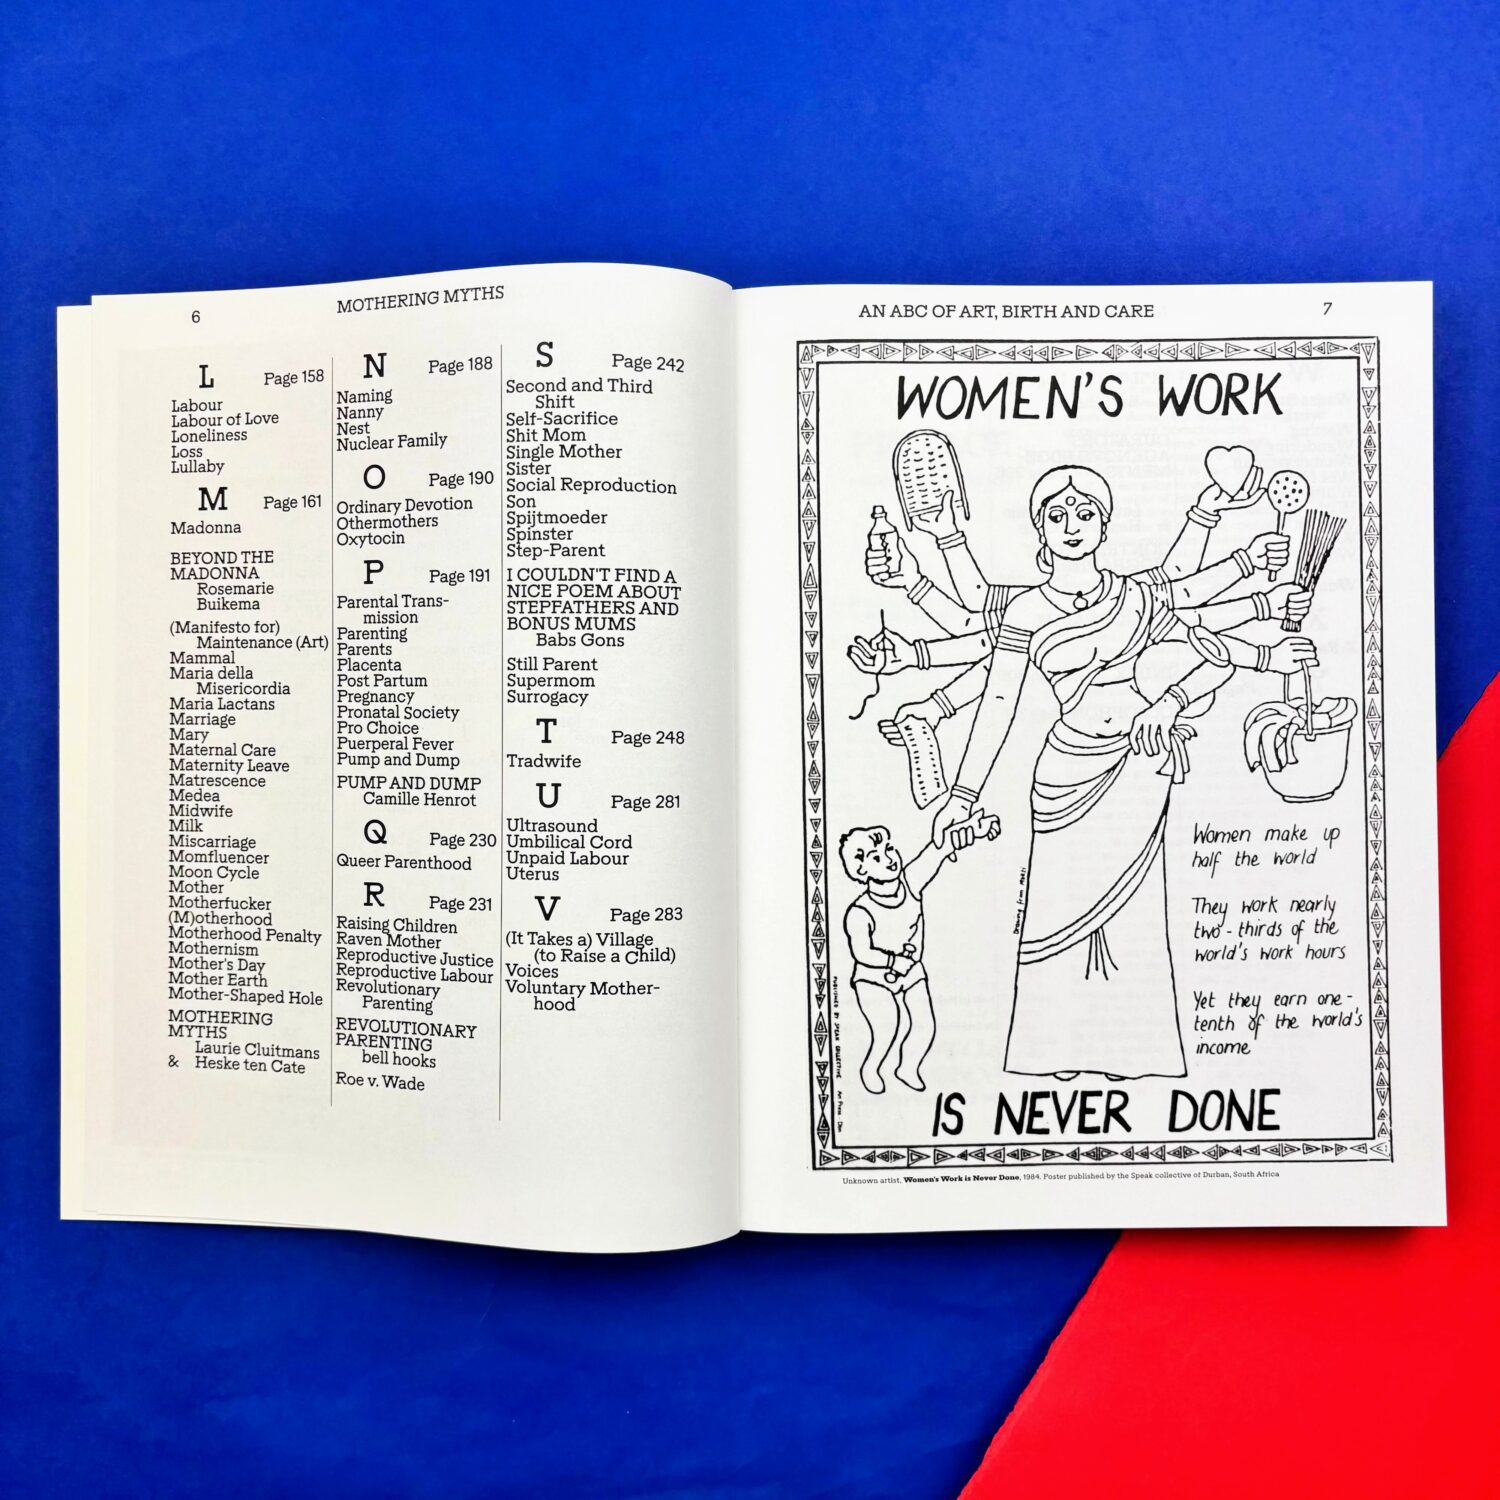 6
MOTHERING MYTHS
L Page 158
Labour
Labour of Love
Loneliness
Loss
Lullaby
M Page 161
Madonna
BEYOND THE
MADONNA
Rosemarie
Buikema
(Manifesto for)
Maintenance (Art)
Mammal
Maria della
Misericordia
Maria Lactans
Marriage
Mary
Maternal Care
Maternity Leave
Matrescence
Medea
Midwife
Milk
Miscarriage
Momfluencer
Moon Cycle
Mother
Motherfucker
(M)otherhood
Motherhood Penalty
Mothernism
Mother's Day
Mother Earth
Mother-Shaped Hole
MOTHERING
MYTHS
Laurie Cluitmans
& Heske ten Cate
N Page 188
Naming
Nanny
Nest
Nuclear Family
O Page 190
Ordinary Devotion
Othermothers
Oxytocin
P Page 191
Parental Trans-
mission
Parenting
Parents
Placenta
Post Partum
Pregnancy
Pronatal Society
Pro Choice
Puerperal Fever
Pump and Dump
PUMP AND DUMP
Camille Henrot
Q Page 230
Queer Parenthood
R Page 231
Raising Children
Raven Mother
Reproductive Justice
Reproductive Labour
Revolutionary
Parenting
REVOLUTIONARY
PARENTING
bell hooks
Roe v. Wade
S Page 242
Second and Third
Shift
Self-Sacrifice
Shit Mom
Single Mother
Sister
Social Reproduction
Son
Spijtmoeder
Spinster
Step-Parent
I COULDN'T FIND A
NICE POEM ABOUT
STEPFATHERS AND
BONUS MUMS
Babs Gons
Still Parent
Supermom
Surrogacy
T Page 248
Tradwife
U Page 281
Ultrasound
Umbilical Cord
Unpaid Labour
Uterus
V Page 283
(It Takes a) Village
(to Raise a Child)
Voices
Voluntary Mother-
hood
AN ABC OF ART, BIRTH AND CARE
7
WOMEN'S WORK
Women make up
half the world
They work nearly
two-thirds of the
world's work hours
Yet they earn one-
tenth of the world's
income
Drawing from
PUBLISHED BY SPEAK COLLECTIVE
IS NEVER DONE
Unknown artist, Women's Work is Never Done, 1984. Poster published by the Speak collective of Durban, South Africa